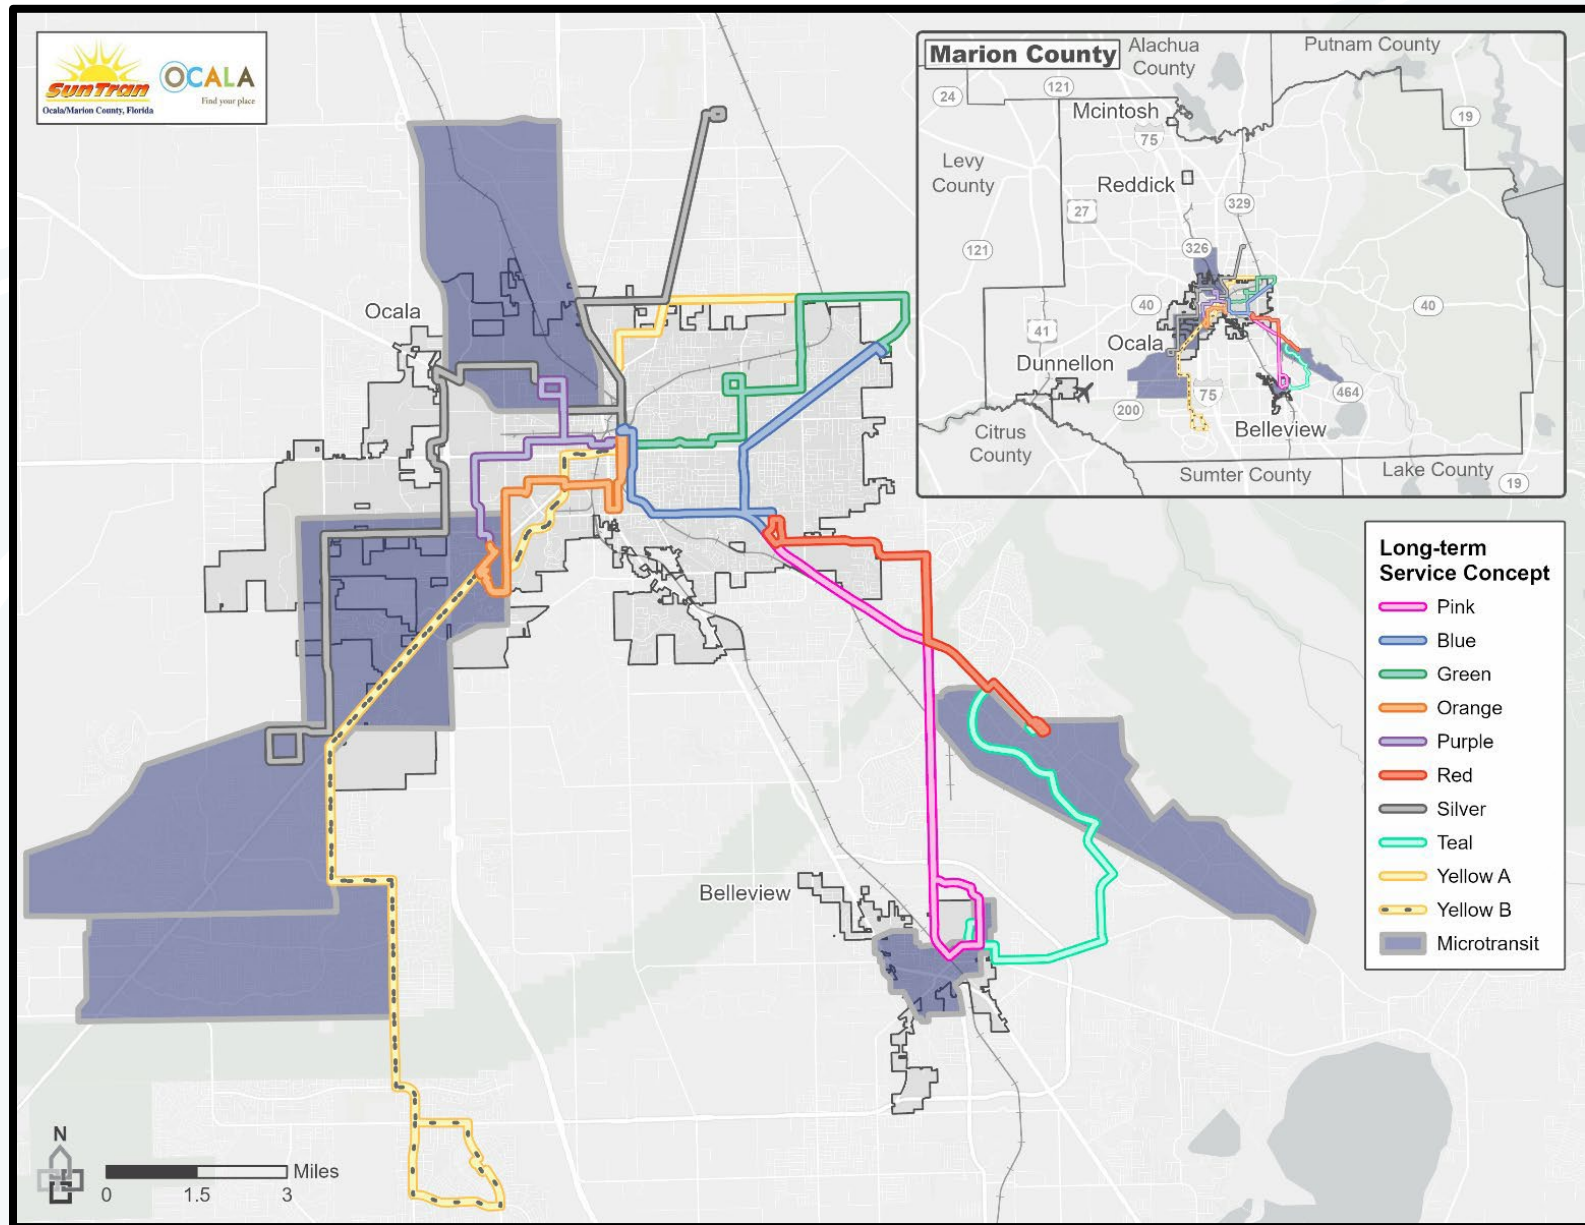 SunTran
Ocala/Marion County, Florida
OCALA
Find your place
Marion County
Alachua
County
Putnam County
24
121
Mcintosh
19
75
Levy
County
Reddick
27
329
121
326
40
40
41
Ocala
Dunnellon
200
75
464
Citrus
County
Belleview
Sumter County
Lake County
19
Ocala
Belleview
Long-term
Service Concept
Pink
Blue
Green
Orange
Purple
Red
Silver
Teal
Yellow A
Yellow B
Microtransit
N
Miles
0 1.5 3